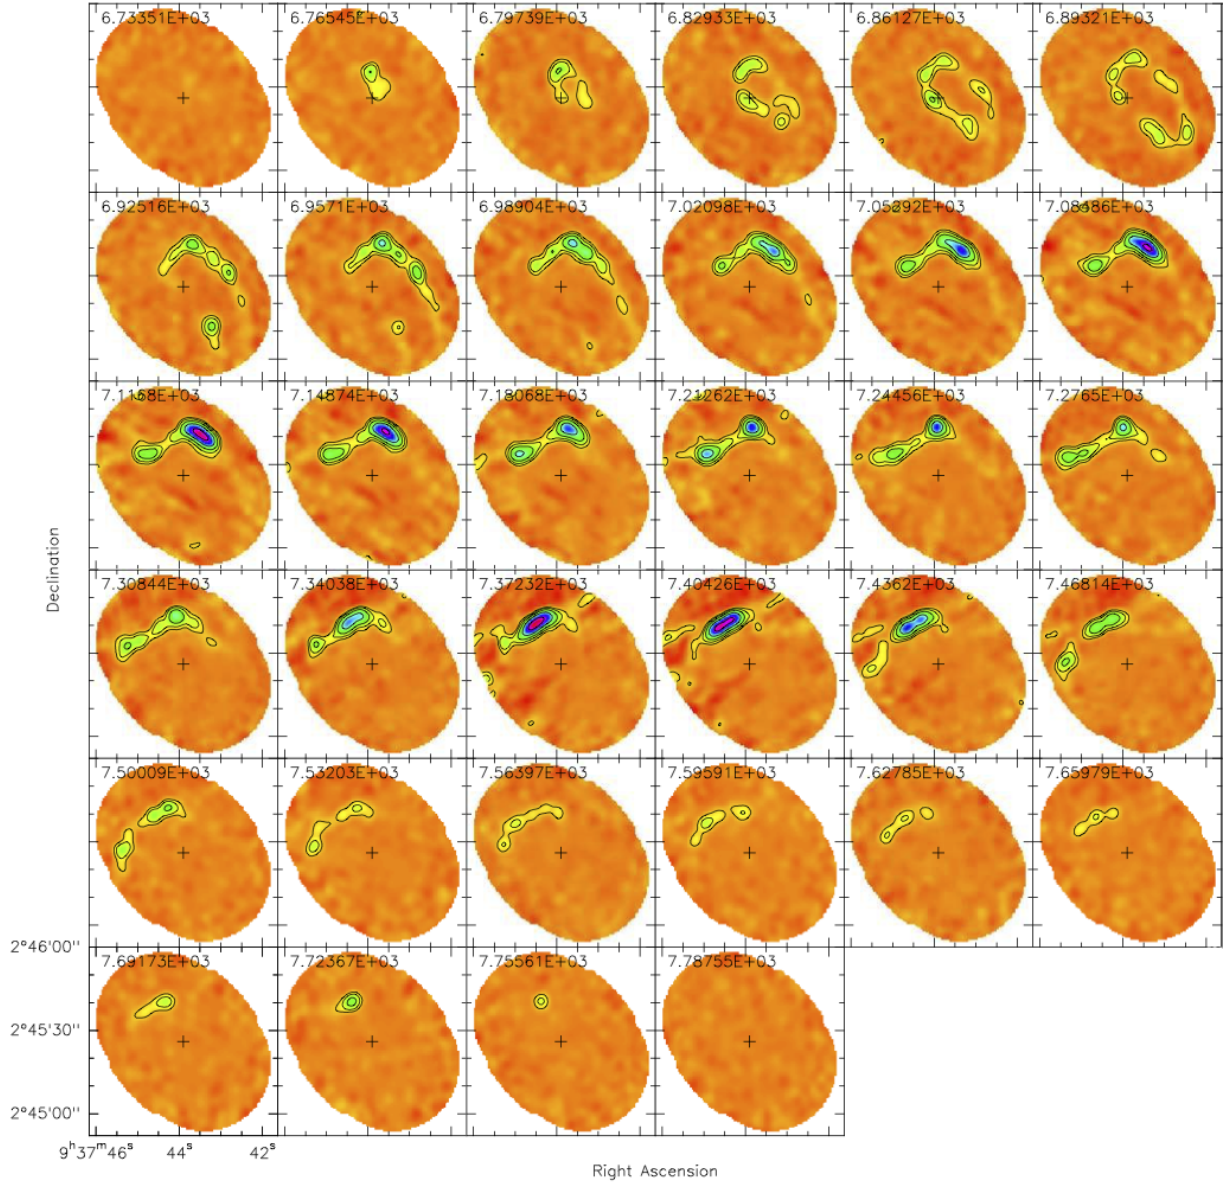 6.73351E+03 6.76545E+03 6.79739E+03 6.82933E+03 6.86127E+03 6.89321E+03
6.92516E+03 6.9571E+03 6.98904E+03 7.02098E+03 7.05292E+03 7.08486E+03
7.1168E+03 7.14874E+03 7.18068E+03 7.21262E+03 7.24456E+03 7.2765E+03
Declination
7.30844E+03 7.34038E+03 7.37232E+03 7.40426E+03 7.4362E+03 7.46814E+03
7.50009E+03 7.53203E+03 7.56397E+03 7.59591E+03 7.62785E+03 7.65979E+03
2°46'00"
7.69173E+03 7.72367E+03 7.75561E+03 7.78755E+03
2°45'30"
2°45'00"
9ʰ37ᵐ46ˢ 44ˢ 42ˢ
Right Ascension